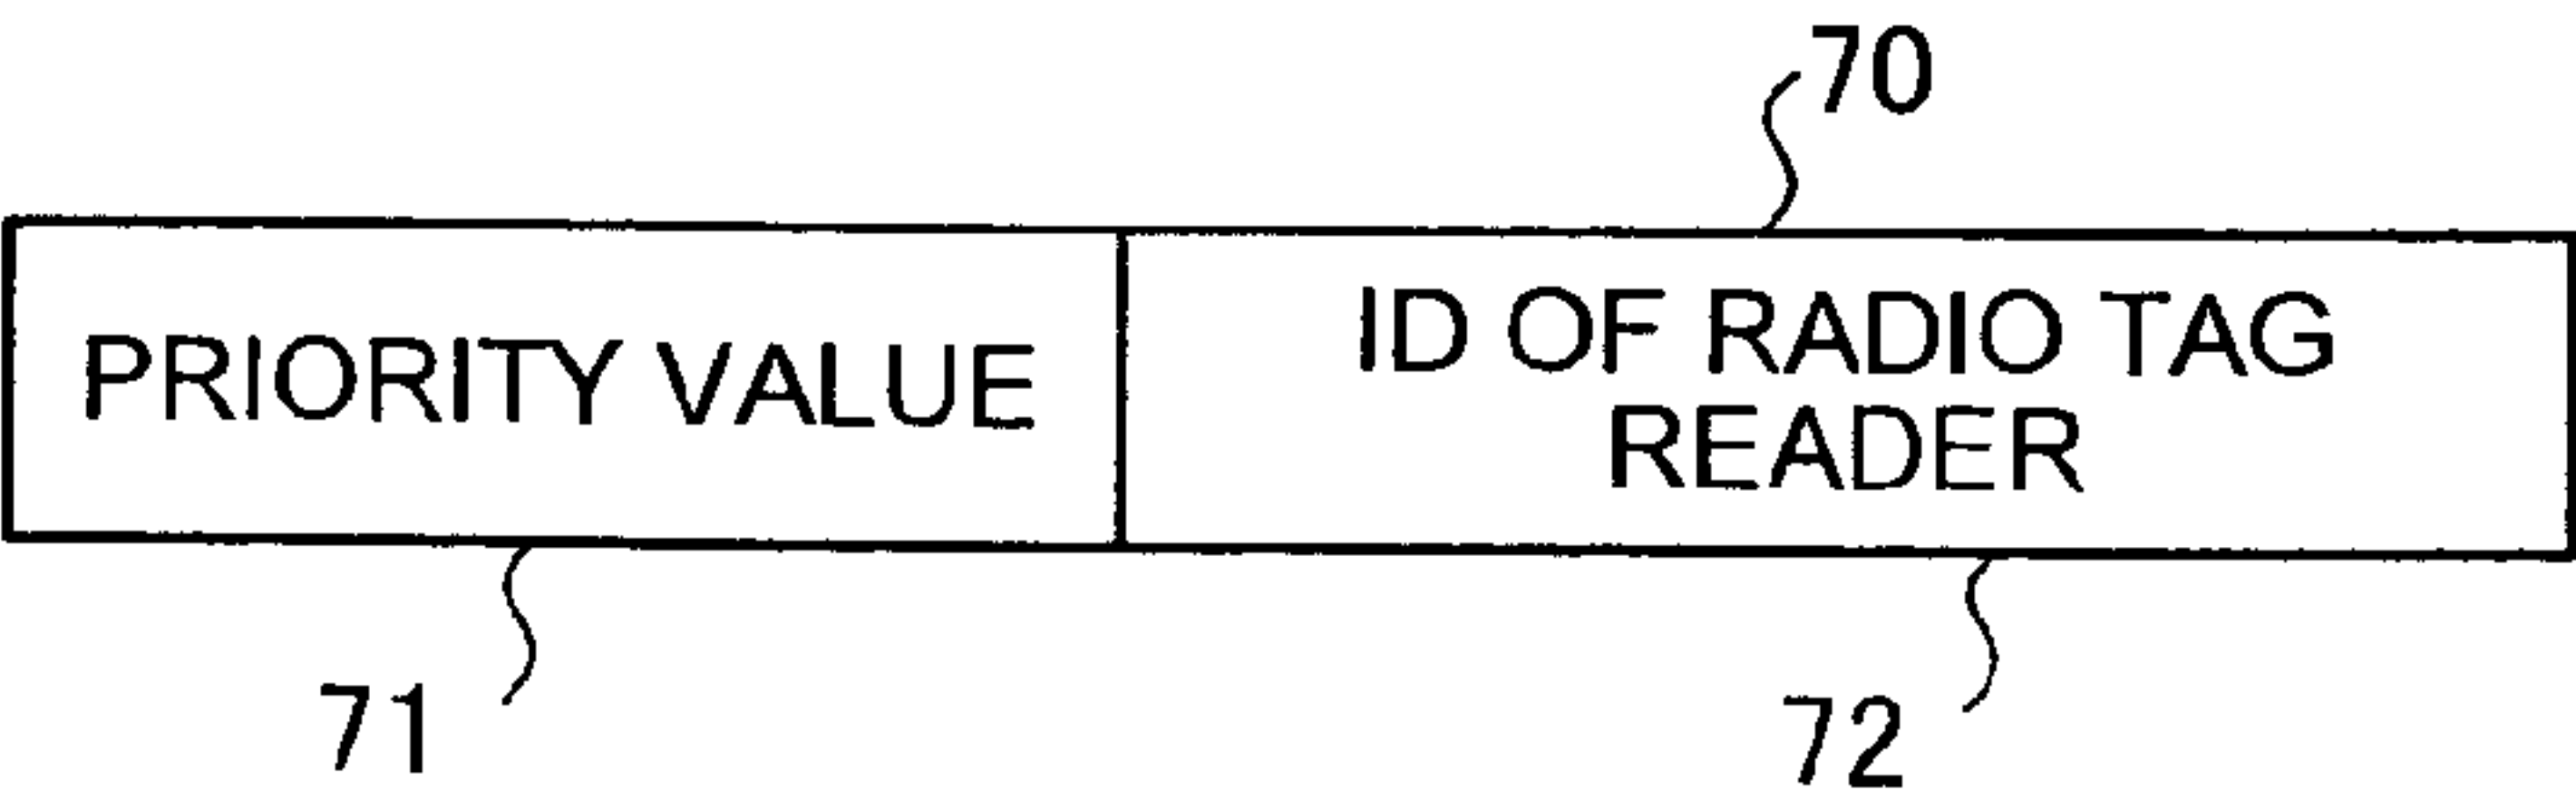 70
PRIORITY VALUE
ID OF RADIO TAG
READER
71
72